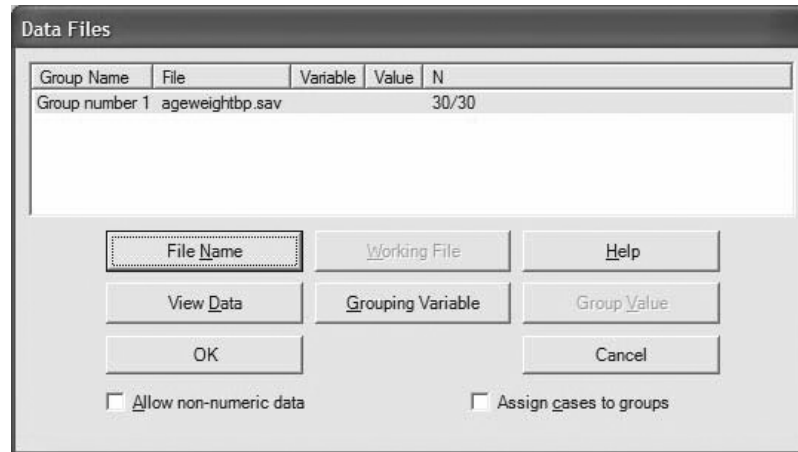 Data Files
Group Name File Variable Value N
Group number 1 ageweightbp.sav 30/30
File Name Working File Help
View Data Grouping Variable Group Value
OK Cancel
Allow non-numeric data Assign cases to groups